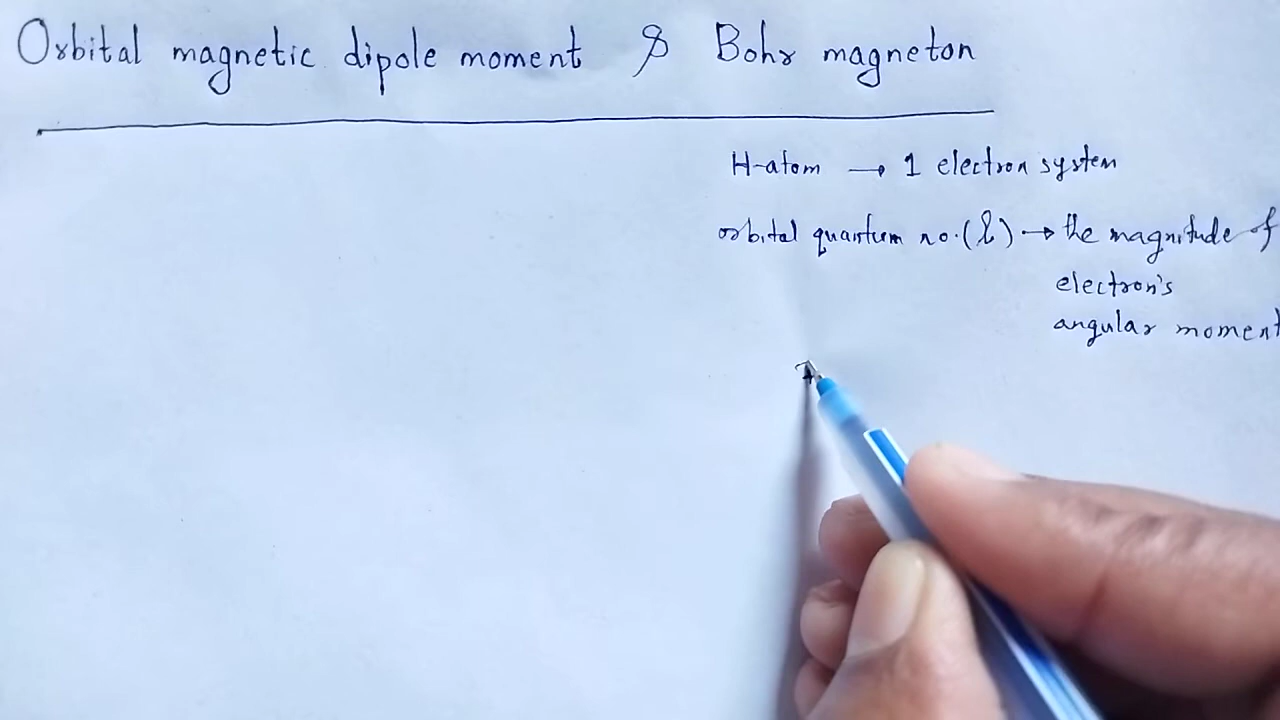 Orbital magnetic dipole moment & Bohr magneton
H-atom → 1 electron system
orbital quantum no. (l) → the magnitude of
electron's
angular moment